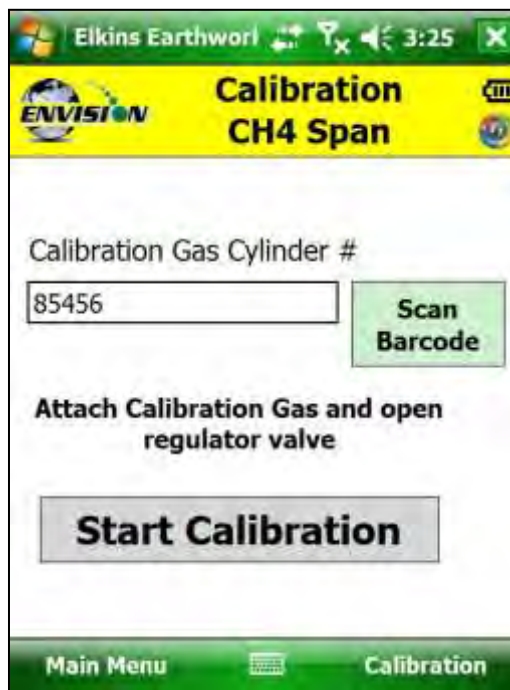 Elkins Earthworl 3:25
ENVISION
Calibration
CH4 Span
Calibration Gas Cylinder #
85456
Scan
Barcode
Attach Calibration Gas and open
regulator valve
Start Calibration
Main Menu Calibration